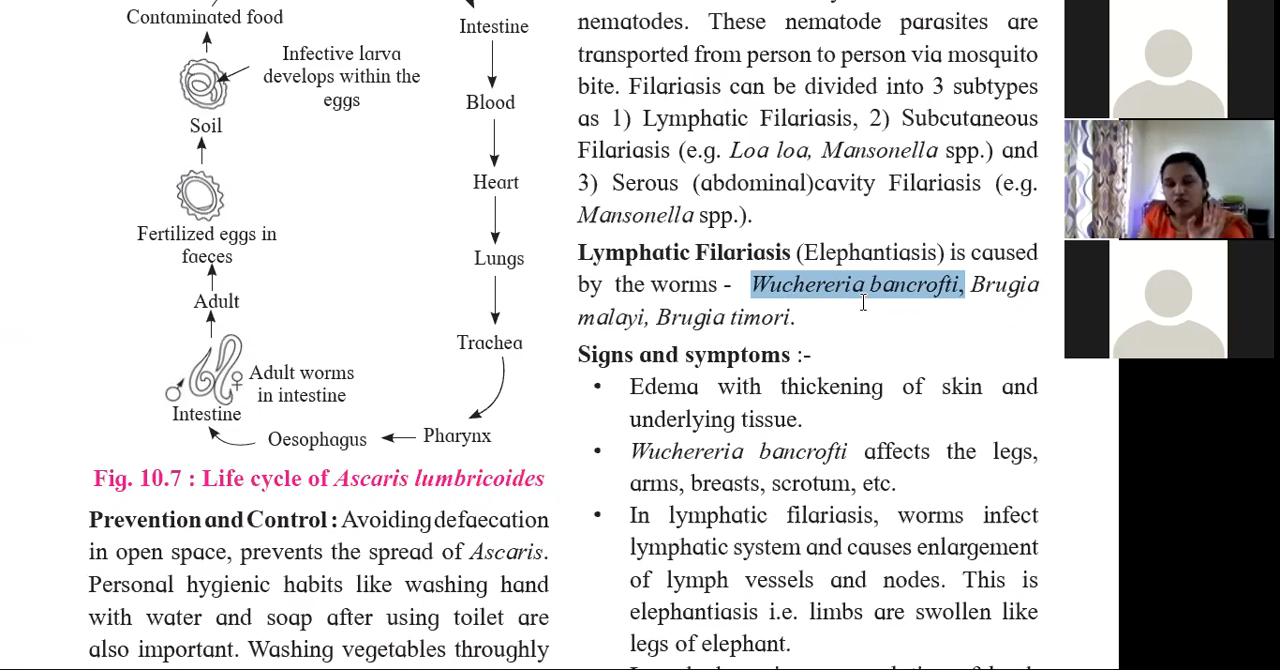 Contaminated food
Infective larva
develops within the
eggs
Soil
Fertilized eggs in
faeces
Adult
Adult worms
in intestine
Intestine
Oesophagus
Pharynx
Intestine
Blood
Heart
Lungs
Trachea
Fig. 10.7 : Life cycle of Ascaris lumbricoides
Prevention and Control : Avoiding defaecation
in open space, prevents the spread of Ascaris.
Personal hygienic habits like washing hand
with water and soap after using toilet are
also important. Washing vegetables throughly
nematodes. These nematode parasites are
transported from person to person via mosquito
bite. Filariasis can be divided into 3 subtypes
as 1) Lymphatic Filariasis, 2) Subcutaneous
Filariasis (e.g. Loa loa, Mansonella spp.) and
3) Serous (abdominal)cavity Filariasis (e.g.
Mansonella spp.).
Lymphatic Filariasis (Elephantiasis) is caused
by the worms - Wuchereria bancrofti, Brugia
malayi, Brugia timori.
Signs and symptoms :-
• Edema with thickening of skin and
underlying tissue.
• Wuchereria bancrofti affects the legs,
arms, breasts, scrotum, etc.
• In lymphatic filariasis, worms infect
lymphatic system and causes enlargement
of lymph vessels and nodes. This is
elephantiasis i.e. limbs are swollen like
legs of elephant.